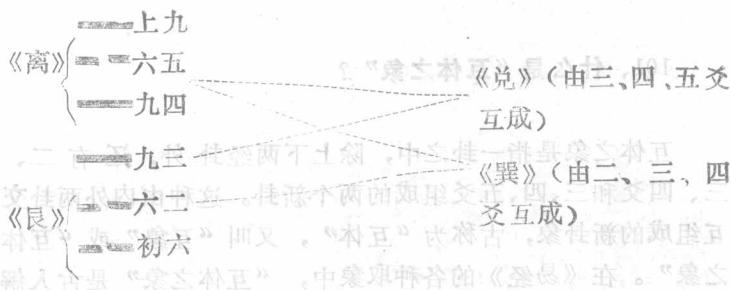 上九
《离》 六五
九四
《兑》（由三、四、五爻
互成）
九三
《艮》 六二
初六
《巽》（由二、三、四
爻互成）